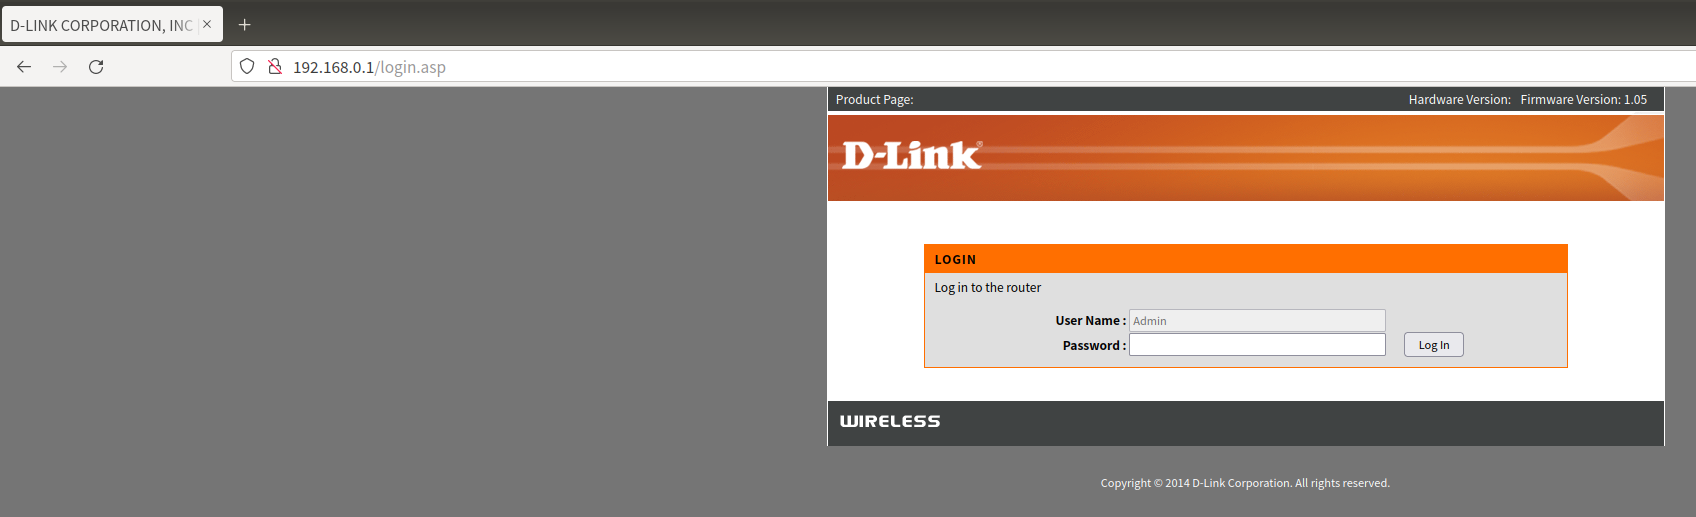 D-LINK CORPORATION, INC
192.168.0.1/login.asp
Product Page: Hardware Version: Firmware Version: 1.05
D-Link®
LOGIN
Log in to the router
User Name : Admin
Password : Log In
WIRELESS
Copyright © 2014 D-Link Corporation. All rights reserved.